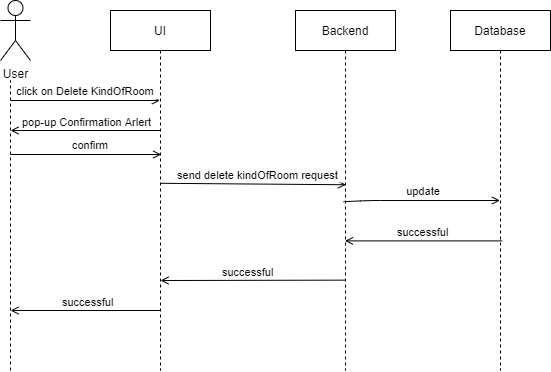 UI
Backend
Database
User
click on Delete KindOfRoom
pop-up Confirmation Arlert
confirm
send delete kindOfRoom request
update
successful
successful
successful